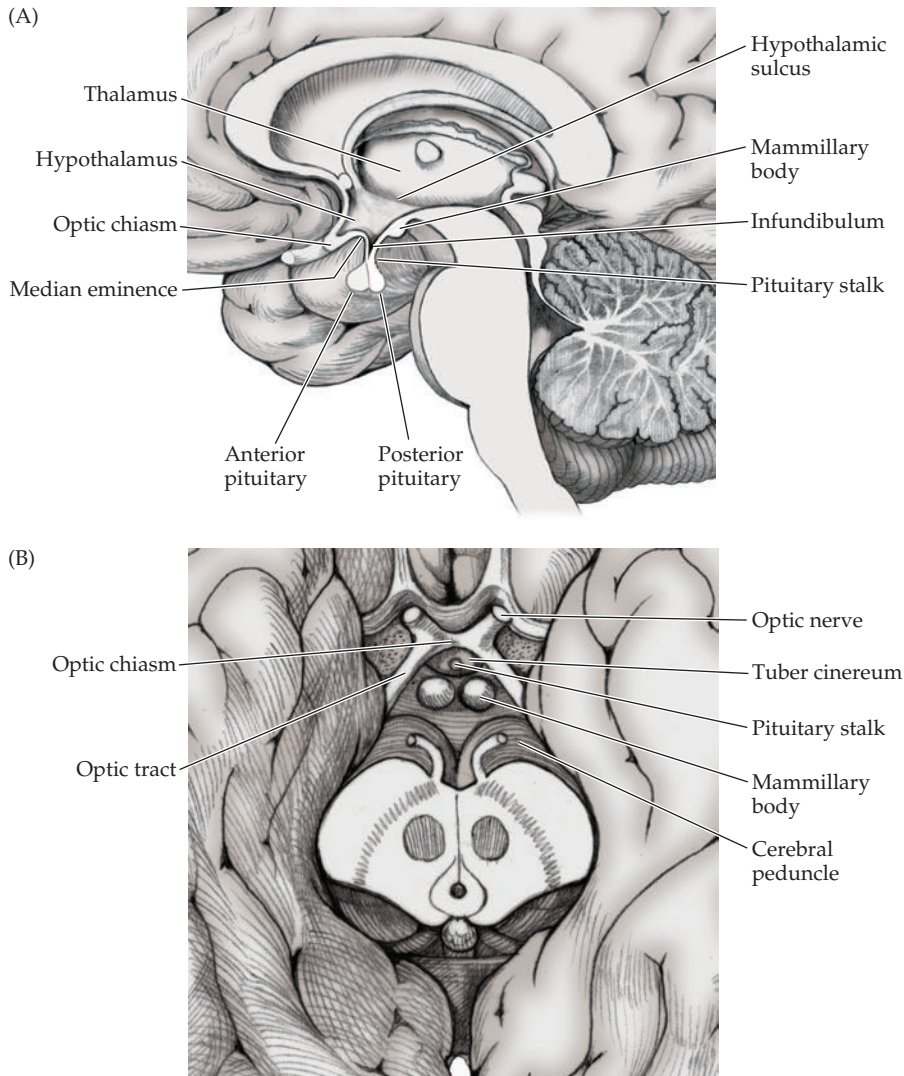 (A)
Thalamus
Hypothalamus
Optic chiasm
Median eminence
Hypothalamic
sulcus
Mammillary
body
Infundibulum
Pituitary stalk
Anterior
pituitary
Posterior
pituitary
(B)
Optic chiasm
Optic tract
Optic nerve
Tuber cinereum
Pituitary stalk
Mammillary
body
Cerebral
peduncle